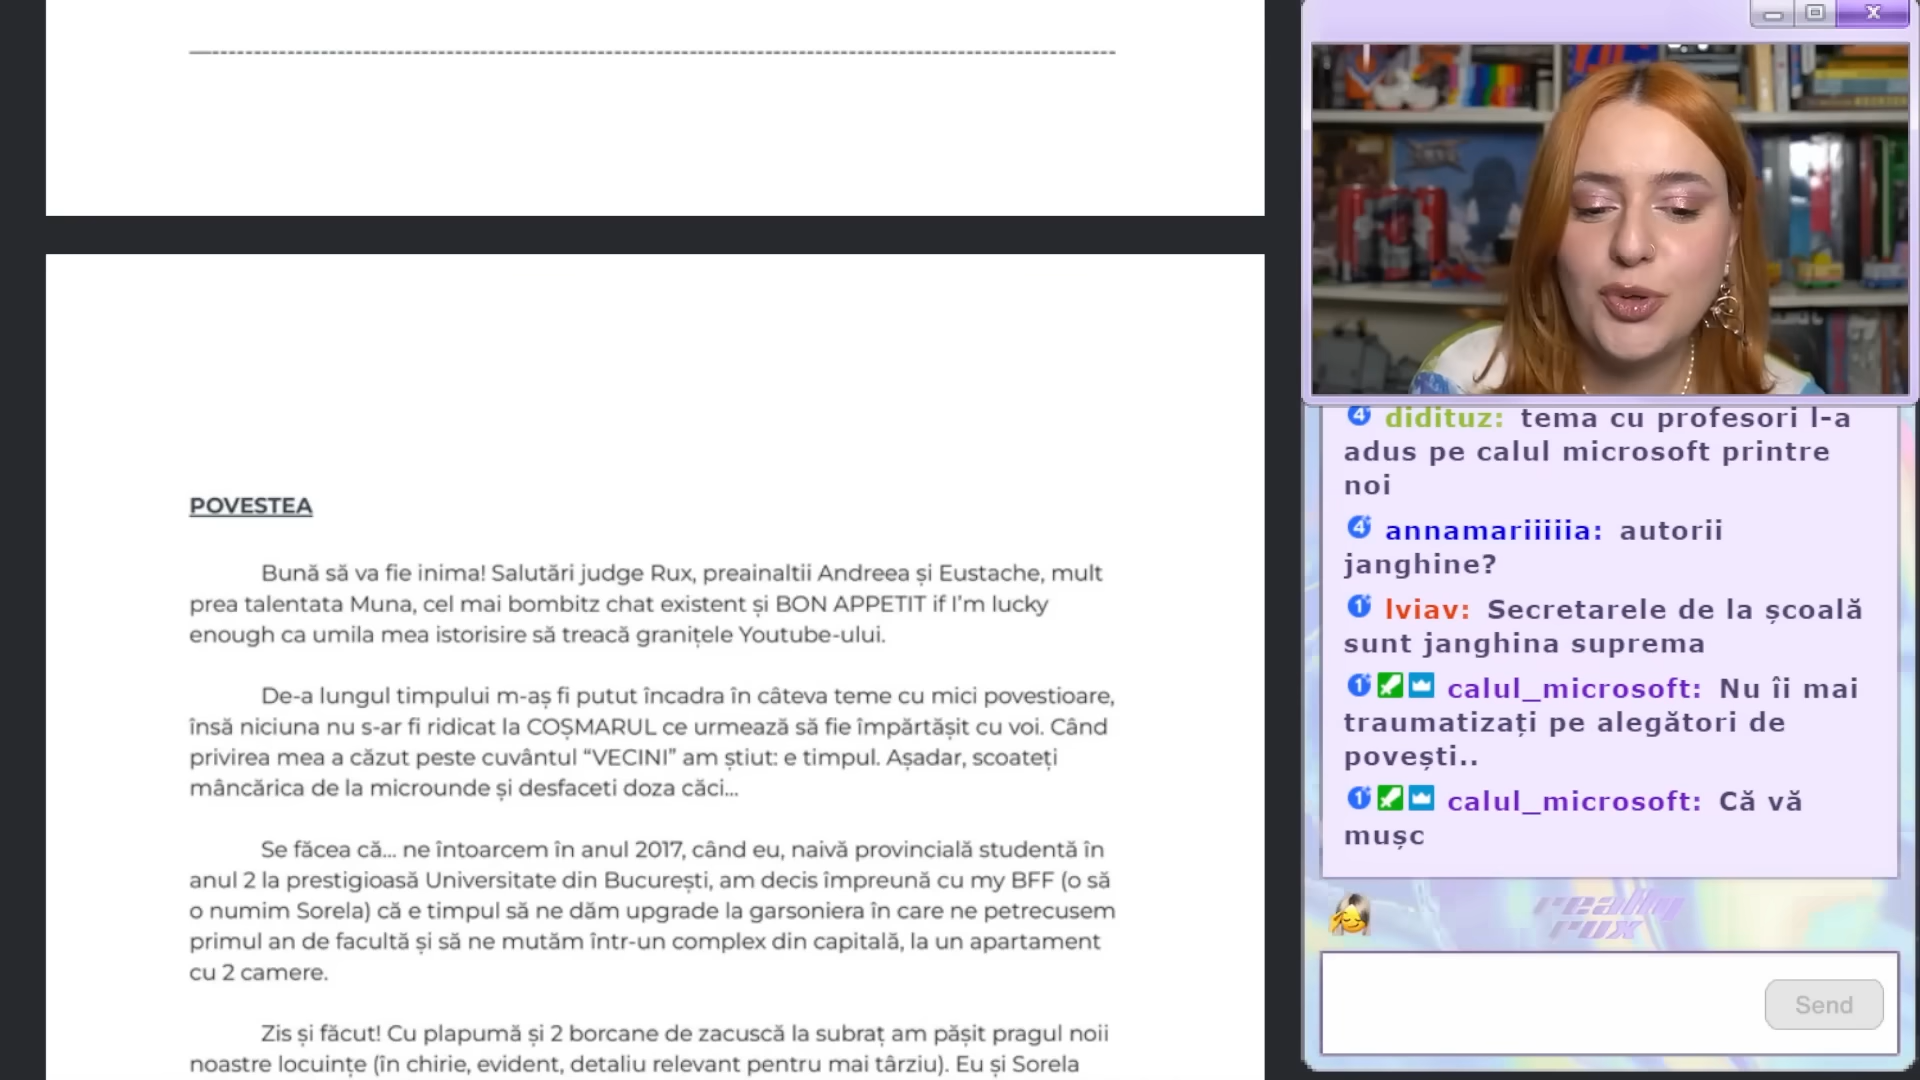 POVESTEA
Bună să va fie inima! Salutări judge Rux, preainaltii Andreea și Eustache, mult
prea talentata Muna, cel mai bombitz chat existent și BON APPETIT if I'm lucky
enough ca umila mea istorisire să treacă granițele Youtube-ului.
De-a lungul timpului m-aș fi putut încadra în câteva teme cu mici povestioare,
însă niciuna nu s-ar fi ridicat la COȘMARUL ce urmează să fie împărtășit cu voi. Când
privirea mea a căzut peste cuvântul “VECINI” am știut: e timpul. Așadar, scoateți
mâncărica de la microunde și desfaceti doza căci...
Se făcea că... ne întoarcem în anul 2017, când eu, naivă provincială studentă în
anul 2 la prestigioasă Universitate din București, am decis împreună cu my BFF (o să
o numim Sorela) că e timpul să ne dăm upgrade la garsoniera în care ne petrecusem
primul an de facultă și să ne mutăm într-un complex din capitală, la un apartament
cu 2 camere.
Zis și făcut! Cu plapumă și 2 borcane de zacuscă la subraț am pășit pragul noii
noastre locuințe (în chirie, evident, detaliu relevant pentru mai târziu). Eu și Sorela
4 didituz: tema cu profesori l-a
adus pe calul microsoft printre
noi
4 annamariiiiia: autorii
janghine?
1 lviav: Secretarele de la școală
sunt janghina suprema
1 calul_microsoft: Nu îi mai
traumatizați pe alegători de
povești..
1 calul_microsoft: Că vă
mușc
really
rux
Send